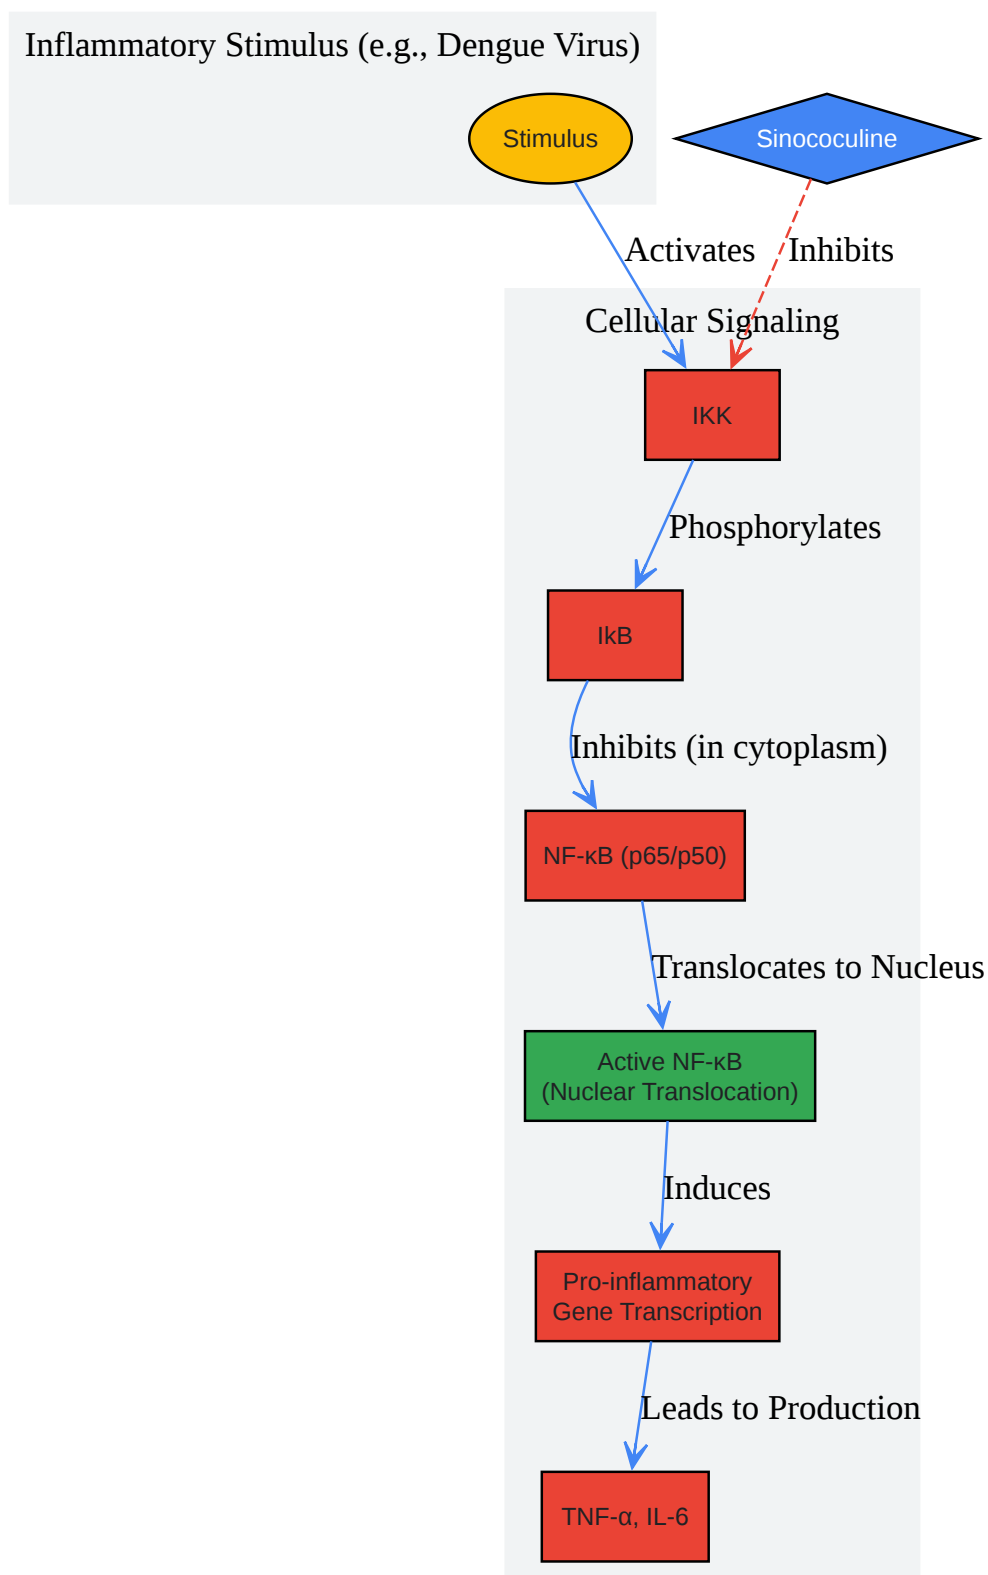 Inflammatory Stimulus (e.g., Dengue Virus)
Stimulus
Sinococuline
Activates
Inhibits
Cellular Signaling
IKK
Phosphorylates
IkB
Inhibits (in cytoplasm)
NF-κB (p65/p50)
Translocates to Nucleus
Active NF-κB
(Nuclear Translocation)
Induces
Pro-inflammatory
Gene Transcription
Leads to Production
TNF-α, IL-6